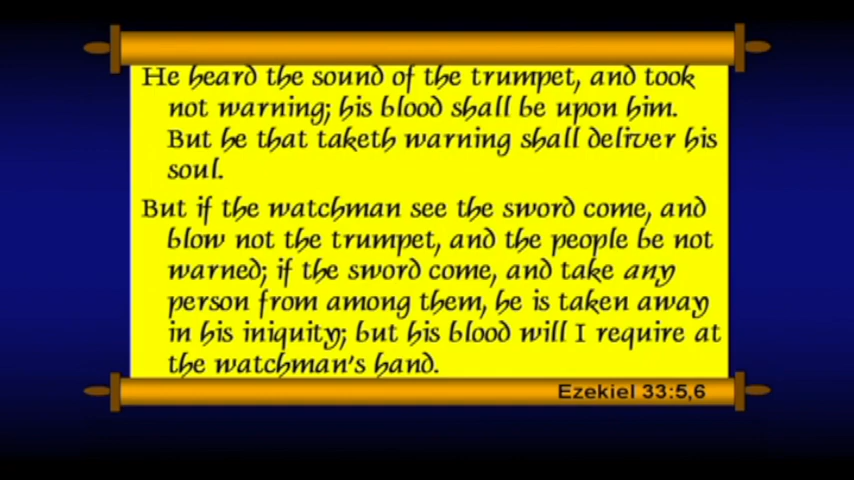 He heard the sound of the trumpet, and took
not warning; his blood shall be upon him.
But he that taketh warning shall deliver his
soul.
But if the watchman see the sword come, and
blow not the trumpet, and the people be not
warned; if the sword come, and take any
person from among them, he is taken away
in his iniquity; but his blood will I require at
the watchman's hand.
Ezekiel 33:5,6